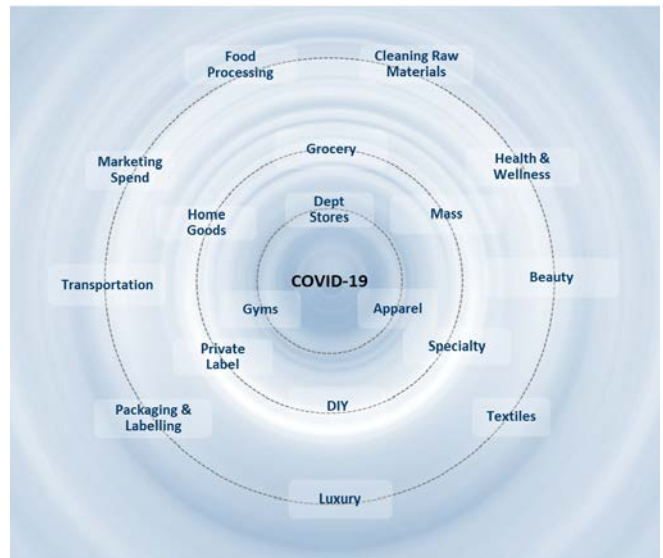 Food
Processing
Cleaning Raw
Materials
Grocery
Marketing
Spend
Health &
Wellness
Dept
Stores
Home
Goods
Mass
COVID-19
Transportation
Beauty
Gyms
Apparel
Private
Label
Specialty
DIY
Packaging &
Labelling
Textiles
Luxury